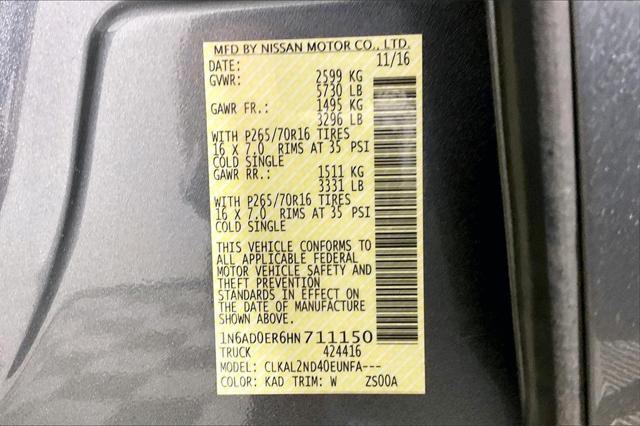 MFD BY NISSAN MOTOR CO., LTD.
DATE: 11/16
GVWR: 2599 KG
5730 LB
GAWR FR.: 1495 KG
3296 LB
WITH P265/70R16 TIRES
16 X 7.0 RIMS AT 35 PSI
COLD SINGLE
GAWR RR.: 1511 KG
3331 LB
WITH P265/70R16 TIRES
16 X 7.0 RIMS AT 35 PSI
COLD SINGLE
THIS VEHICLE CONFORMS TO
ALL APPLICABLE FEDERAL
MOTOR VEHICLE SAFETY AND
THEFT PREVENTION
STANDARDS IN EFFECT ON
THE DATE OF MANUFACTURE
SHOWN ABOVE.
1N6AD0ER6HN711150
TRUCK 424416
MODEL: CLKAL2ND40EUNFA---
COLOR: KAD TRIM: W ZS00A